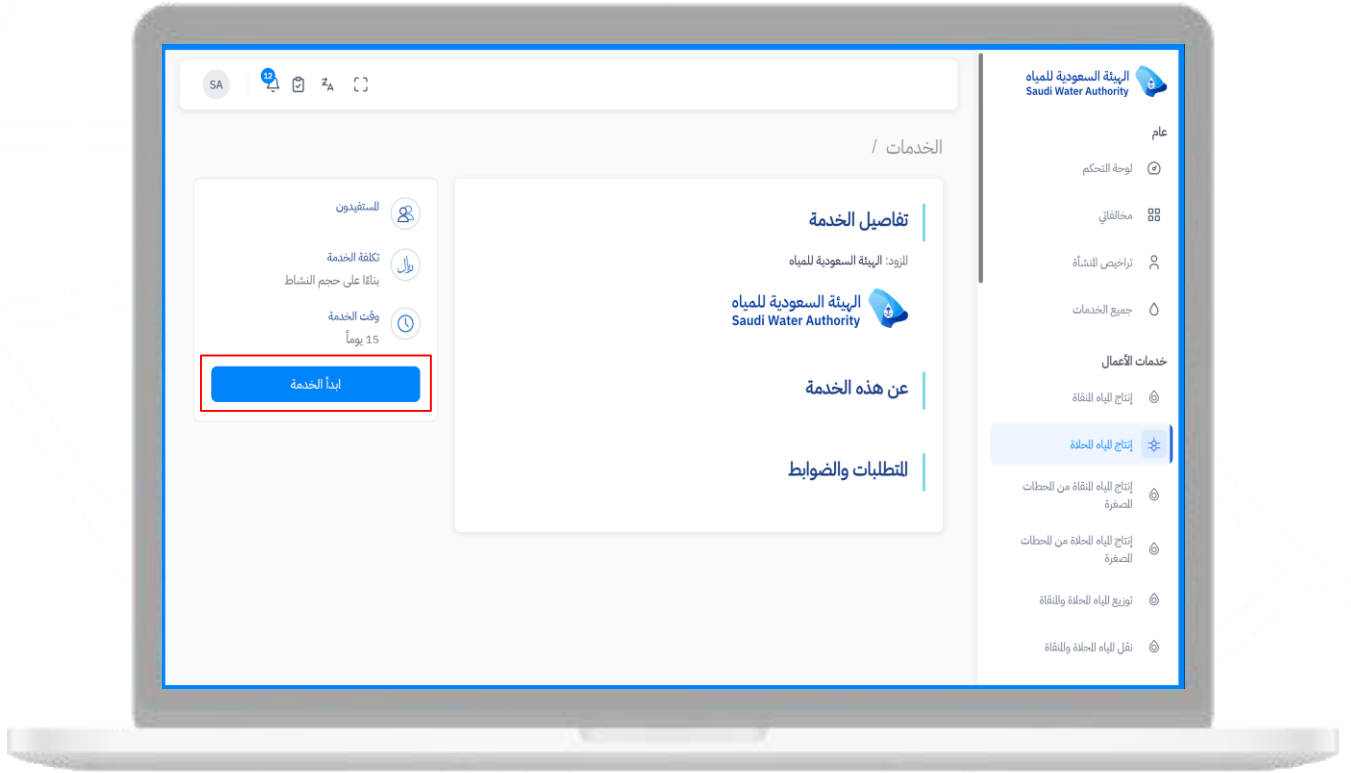 الهيئة السعودية للمياه
Saudi Water Authority
عام
لوحة التحكم
مخالفاتي
تراخيص المنشأة
جميع الخدمات
خدمات الأعمال
إنتاج المياه المنقاة
إنتاج المياه المحلاة
إنتاج المياه المنقاة من المحطات
المصغرة
إنتاج المياه المحلاة من المحطات
المصغرة
توزيع المياه المحلاة والمنقاة
نقل المياه المحلاة والمنقاة
12
SA
الخدمات /
تفاصيل الخدمة
المزود: الهيئة السعودية للمياه
الهيئة السعودية للمياه
Saudi Water Authority
عن هذه الخدمة
المتطلبات والضوابط
المستفيدون
ريال
تكلفة الخدمة
بناءًا على حجم النشاط
وقت الخدمة
15 يوماً
ابدأ الخدمة